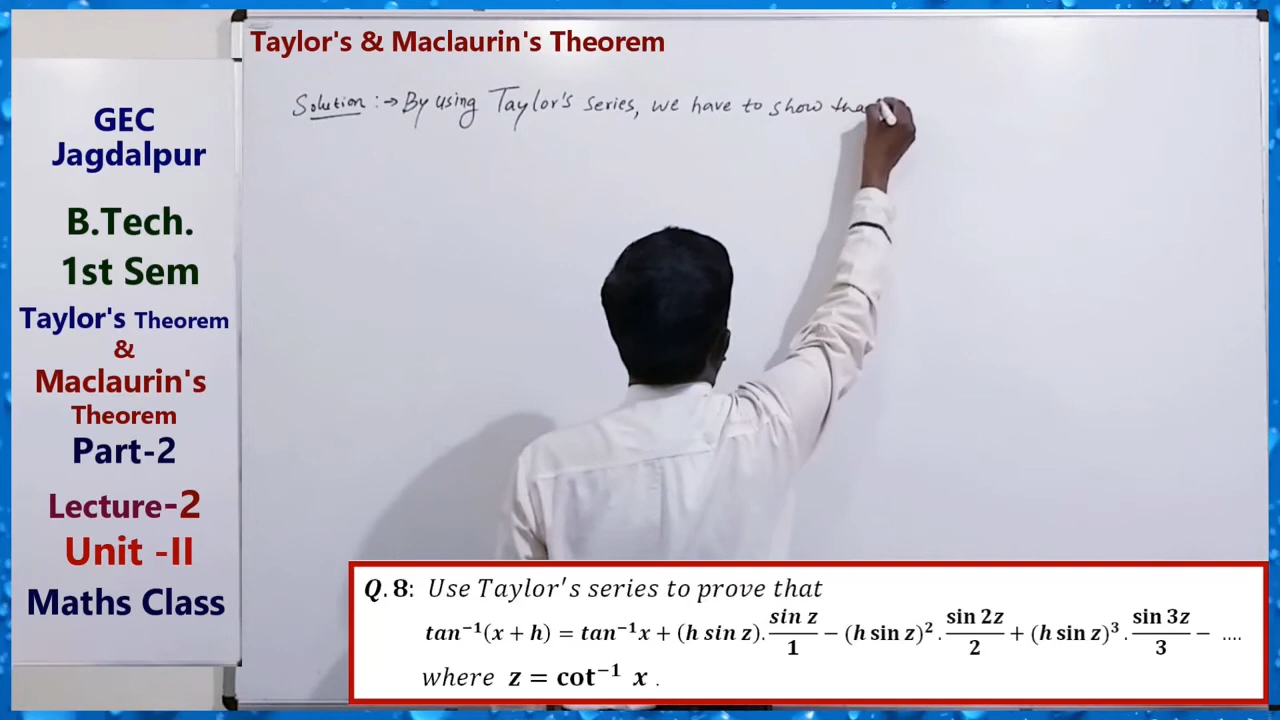 Taylor's & Maclaurin's Theorem
Solution :→ By using Taylor's series, we have to show tha
GEC
Jagdalpur
B.Tech.
1st Sem
Taylor's Theorem
&
Maclaurin's
Theorem
Part-2
Lecture-2
Unit -II
Maths Class
Q.8: Use Taylor's series to prove that
tan⁻¹(x + h) = tan⁻¹x + (h sin z). sin z/1 − (h sin z)². sin 2z/2 + (h sin z)³. sin 3z/3 − ....
where z = cot⁻¹ x .